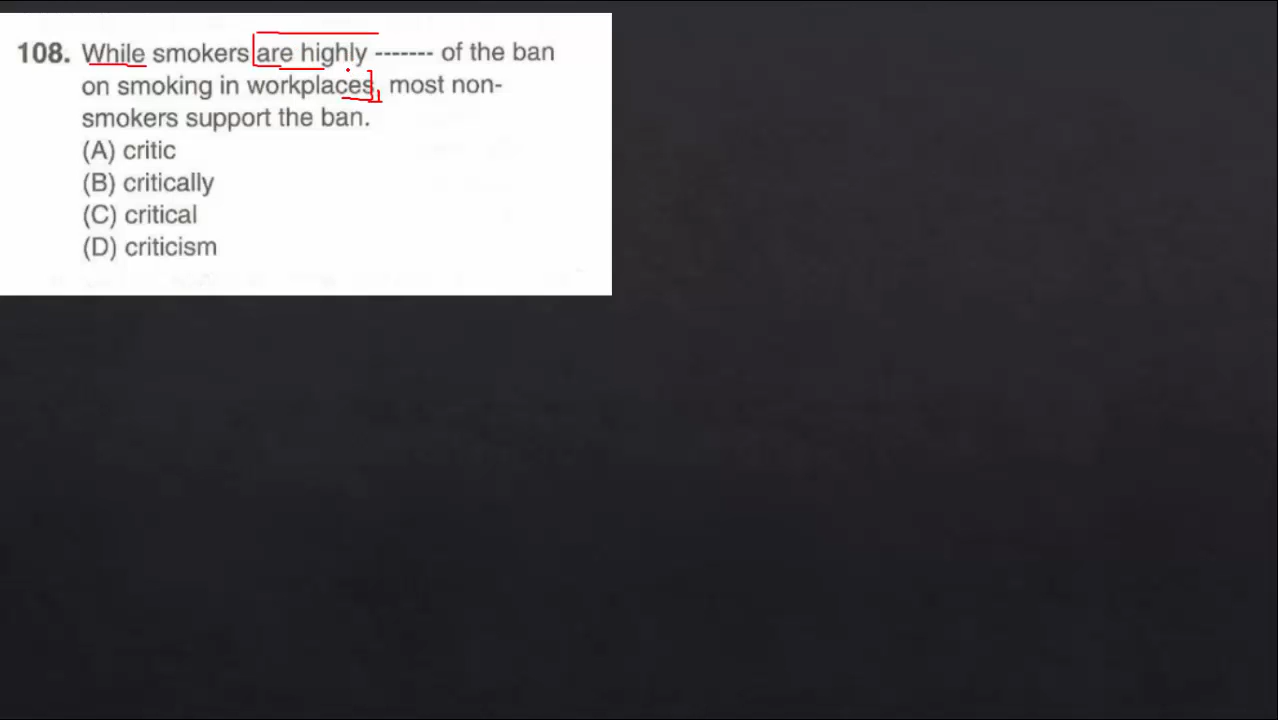 108. While smokers are highly ------- of the ban
on smoking in workplaces, most non-
smokers support the ban.
(A) critic
(B) critically
(C) critical
(D) criticism